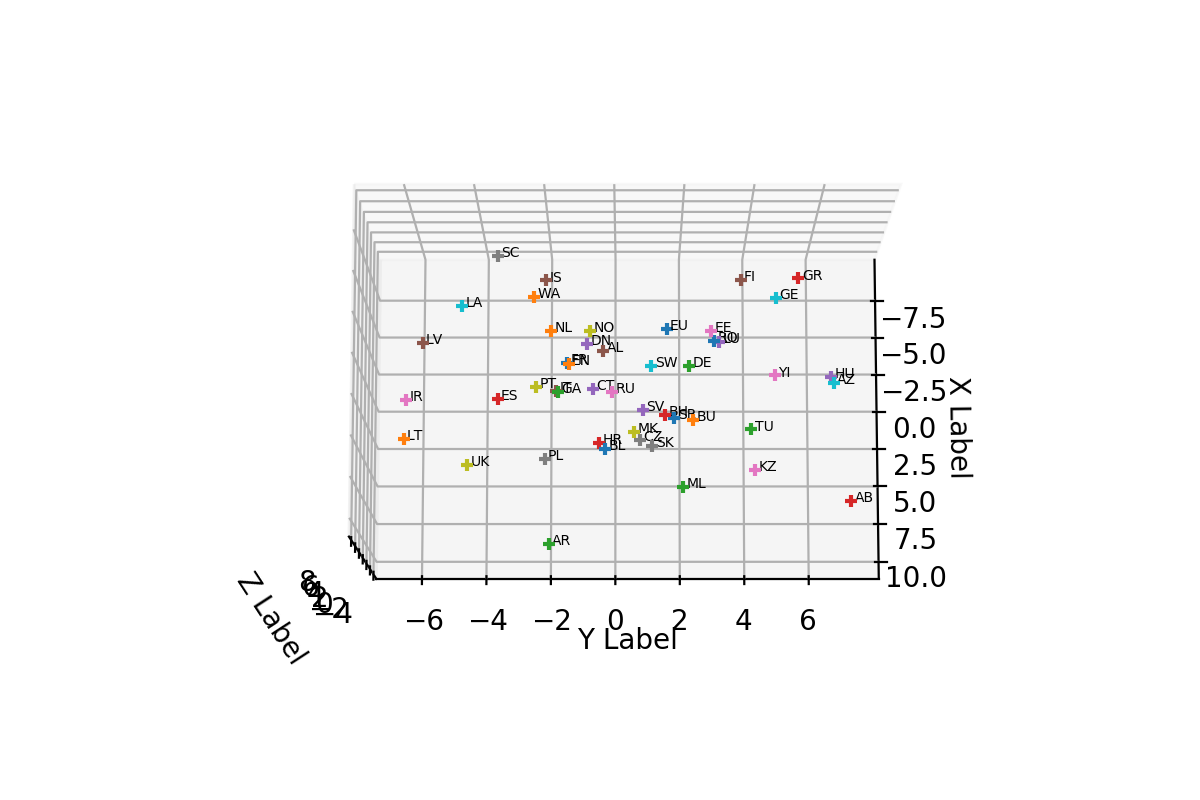 SC
IS
FI
GR
WA
GE
LA
NL
NO
EU
EE
LV
DN
AL
SW
DE
YI
HU
AZ
PT
GA
CT
RU
IR
ES
SV
SP
BU
LT
HR
MK
CZ
BL
SK
TU
UK
PL
KZ
ML
AB
AR
−7.5
−5.0
−2.5
0.0
2.5
5.0
7.5
10.0
X Label
−6
−4
−2
0
2
4
6
Y Label
Z Label